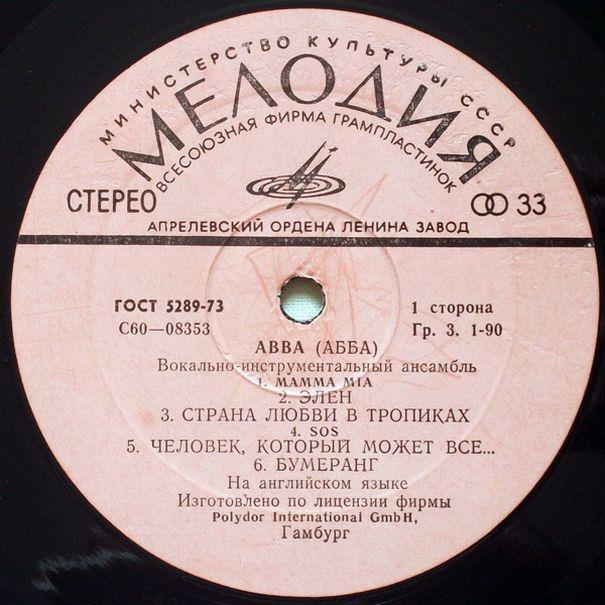 МИНИСТЕРСТВО КУЛЬТУРЫ СССР
МЕЛОДИЯ
ВСЕСОЮЗНАЯ ФИРМА ГРАМПЛАСТИНОК
СТЕРЕО
33
АПРЕЛЕВСКИЙ ОРДЕНА ЛЕНИНА ЗАВОД
ГОСТ 5289-73
1 сторона
С60—08353
Гр. 3. 1-90
ABBA (АББА)
Вокально-инструментальный ансамбль
1. MAMMA MIA
2. ЭЛЕН
3. СТРАНА ЛЮБВИ В ТРОПИКАХ
4. SOS
5. ЧЕЛОВЕК, КОТОРЫЙ МОЖЕТ ВСЕ...
6. БУМЕРАНГ
На английском языке
Изготовлено по лицензии фирмы
Polydor International GmbH,
Гамбург